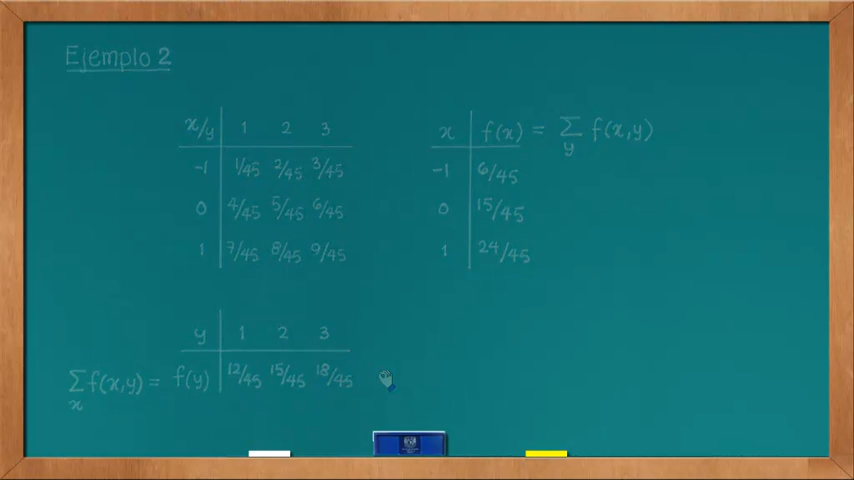 Ejemplo 2
x/y 1 2 3
-1 1/45 2/45 3/45
0 4/45 5/45 6/45
1 7/45 8/45 9/45
x f(x) = Σ f(x,y)
y
-1 6/45
0 15/45
1 24/45
y 1 2 3
Σ f(x,y) = f(y) 12/45 15/45 18/45
x